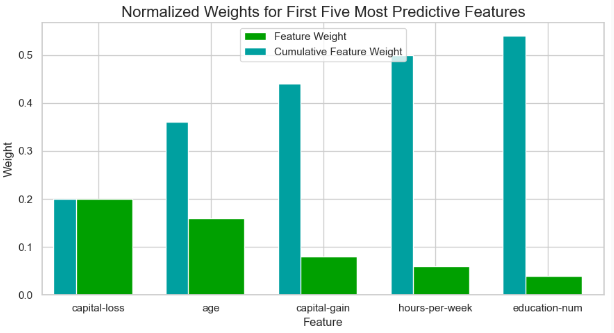 Normalized Weights for First Five Most Predictive Features
Feature Weight
Cumulative Feature Weight
Weight
0.5
0.4
0.3
0.2
0.1
0.0
capital-loss age capital-gain hours-per-week education-num
Feature